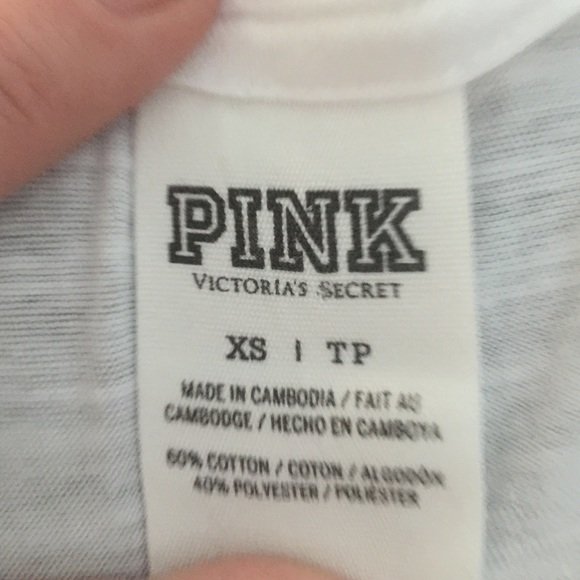 PINK
VICTORIA'S SECRET
XS | TP
MADE IN CAMBODIA / FAIT AU
CAMBODGE / HECHO EN CAMBOYA
60% COTTON / COTON / ALGODÓN
40% POLYESTER / POLIÉSTER